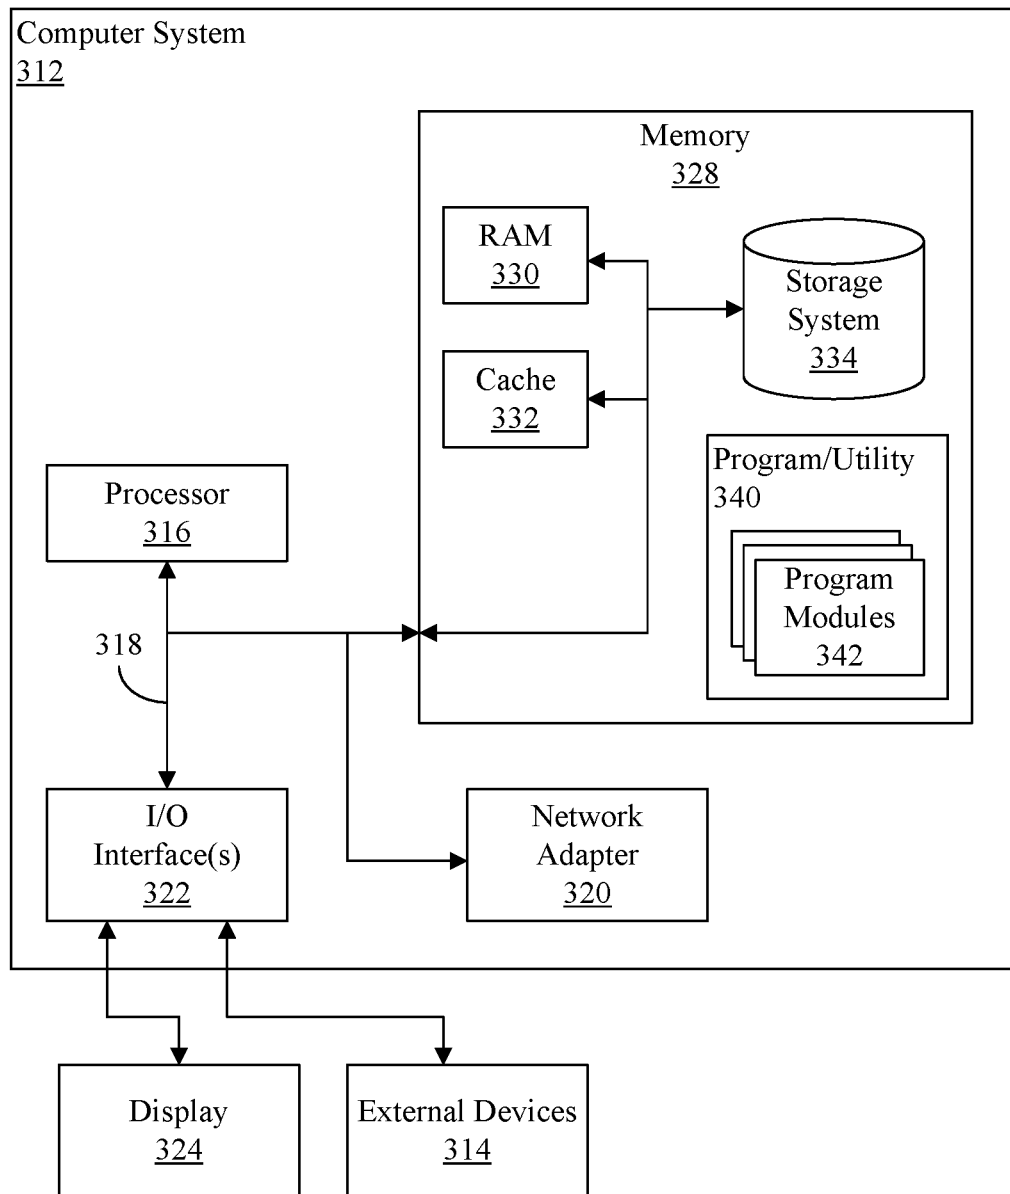 Computer System
312
Memory
328
RAM
330
Storage
System
334
Cache
332
Program/Utility
340
Program
Modules
342
Processor
316
318
I/O
Interface(s)
322
Network
Adapter
320
Display
324
External Devices
314